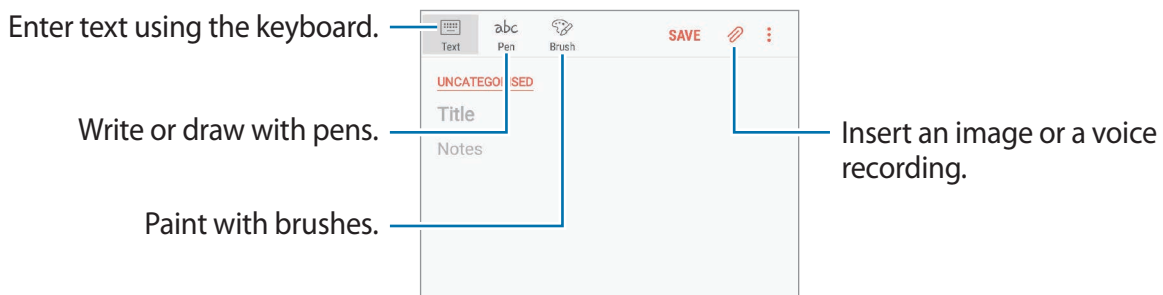 Enter text using the keyboard.
Text
abc
Pen
Brush
SAVE
UNCATEGORISED
Title
Write or draw with pens.
Insert an image or a voice
recording.
Notes
Paint with brushes.